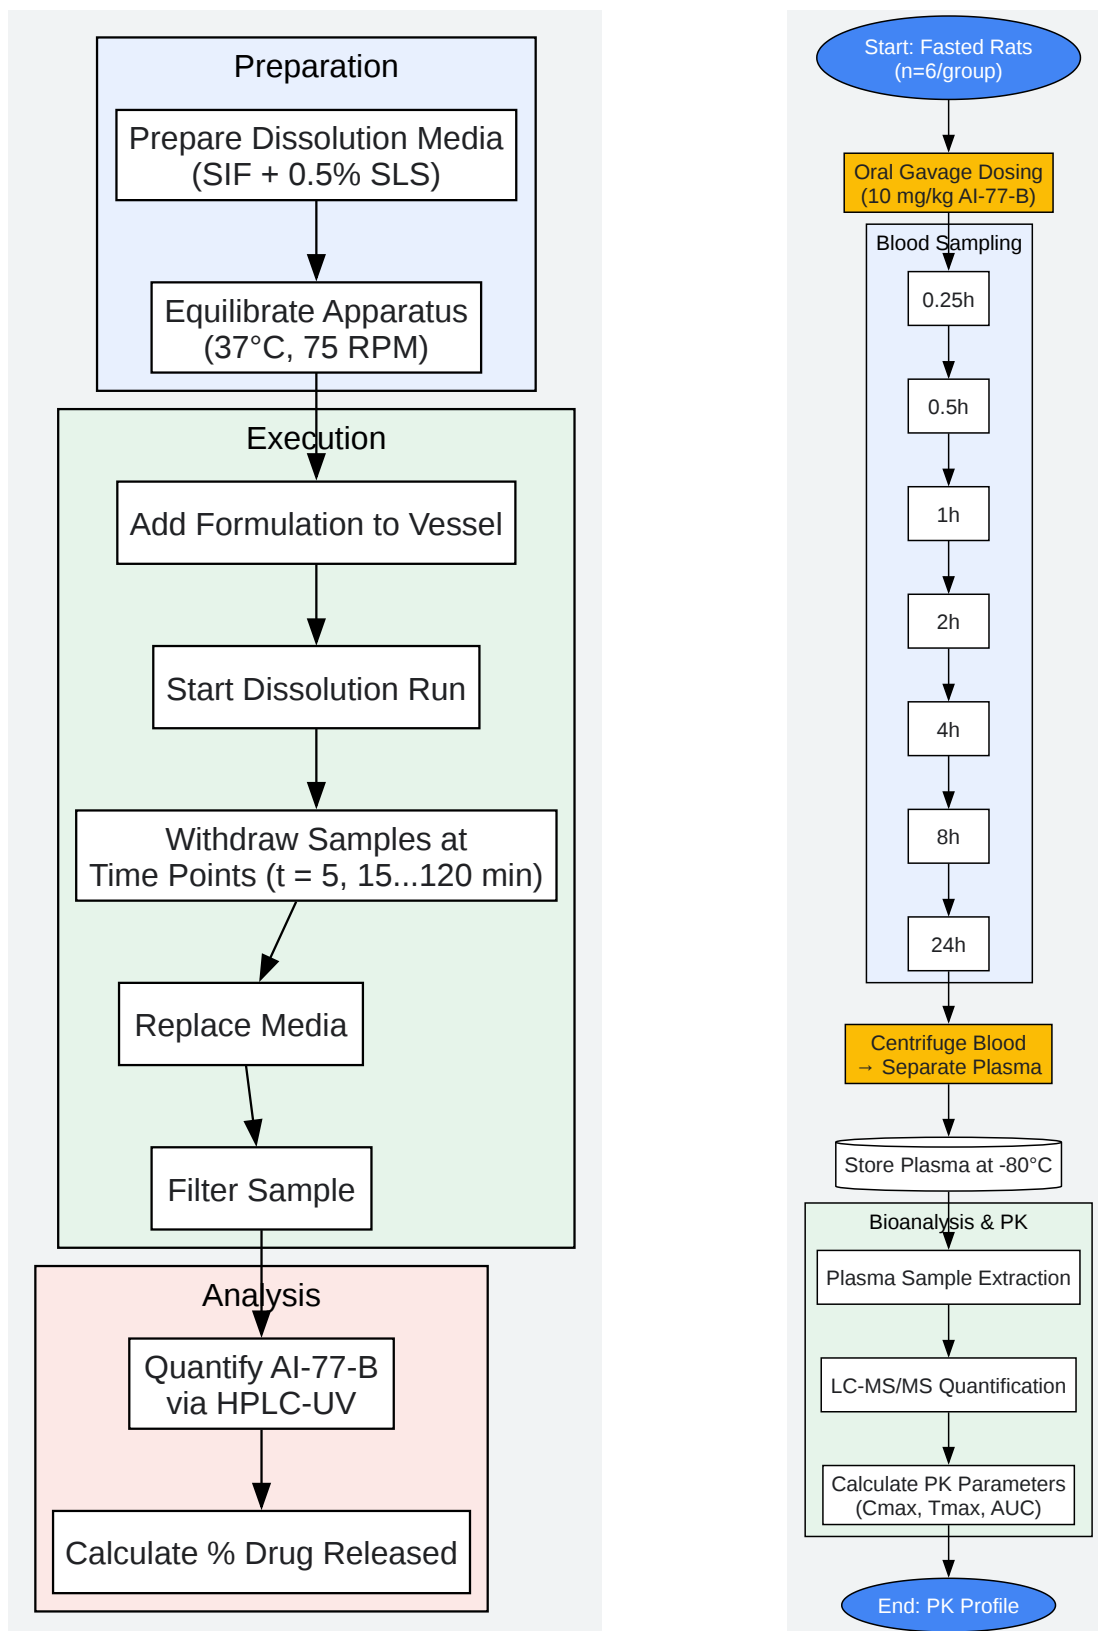 Preparation
Prepare Dissolution Media
(SIF + 0.5% SLS)
Equilibrate Apparatus
(37°C, 75 RPM)
Execution
Add Formulation to Vessel
Start Dissolution Run
Withdraw Samples at
Time Points (t = 5, 15...120 min)
Replace Media
Filter Sample
Analysis
Quantify AI-77-B
via HPLC-UV
Calculate % Drug Released
Start: Fasted Rats
(n=6/group)
Oral Gavage Dosing
(10 mg/kg AI-77-B)
Blood Sampling
0.25h
0.5h
1h
2h
4h
8h
24h
Centrifuge Blood
→ Separate Plasma
Store Plasma at -80°C
Bioanalysis & PK
Plasma Sample Extraction
LC-MS/MS Quantification
Calculate PK Parameters
(Cmax, Tmax, AUC)
End: PK Profile